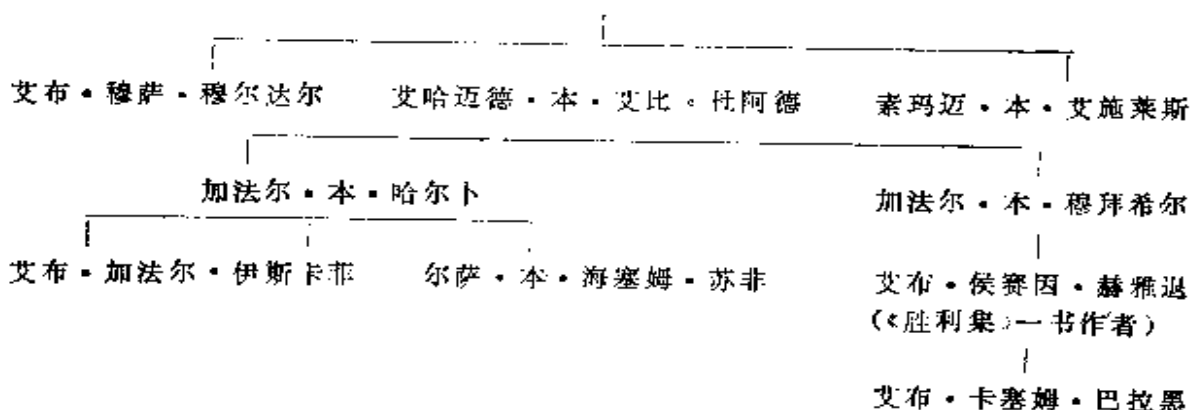 艾布·穆萨·穆尔达尔 艾哈迈德·本·艾比·杜阿德 素玛迈·本·艾施莱斯
加法尔·本·哈尔卜 加法尔·本·穆拜希尔
艾布·加法尔·伊斯卡菲 尔萨·本·海塞姆·苏非 艾布·侯赛因·赫雅退
(《胜利集》一书作者)
艾布·卡塞姆·巴拉黑